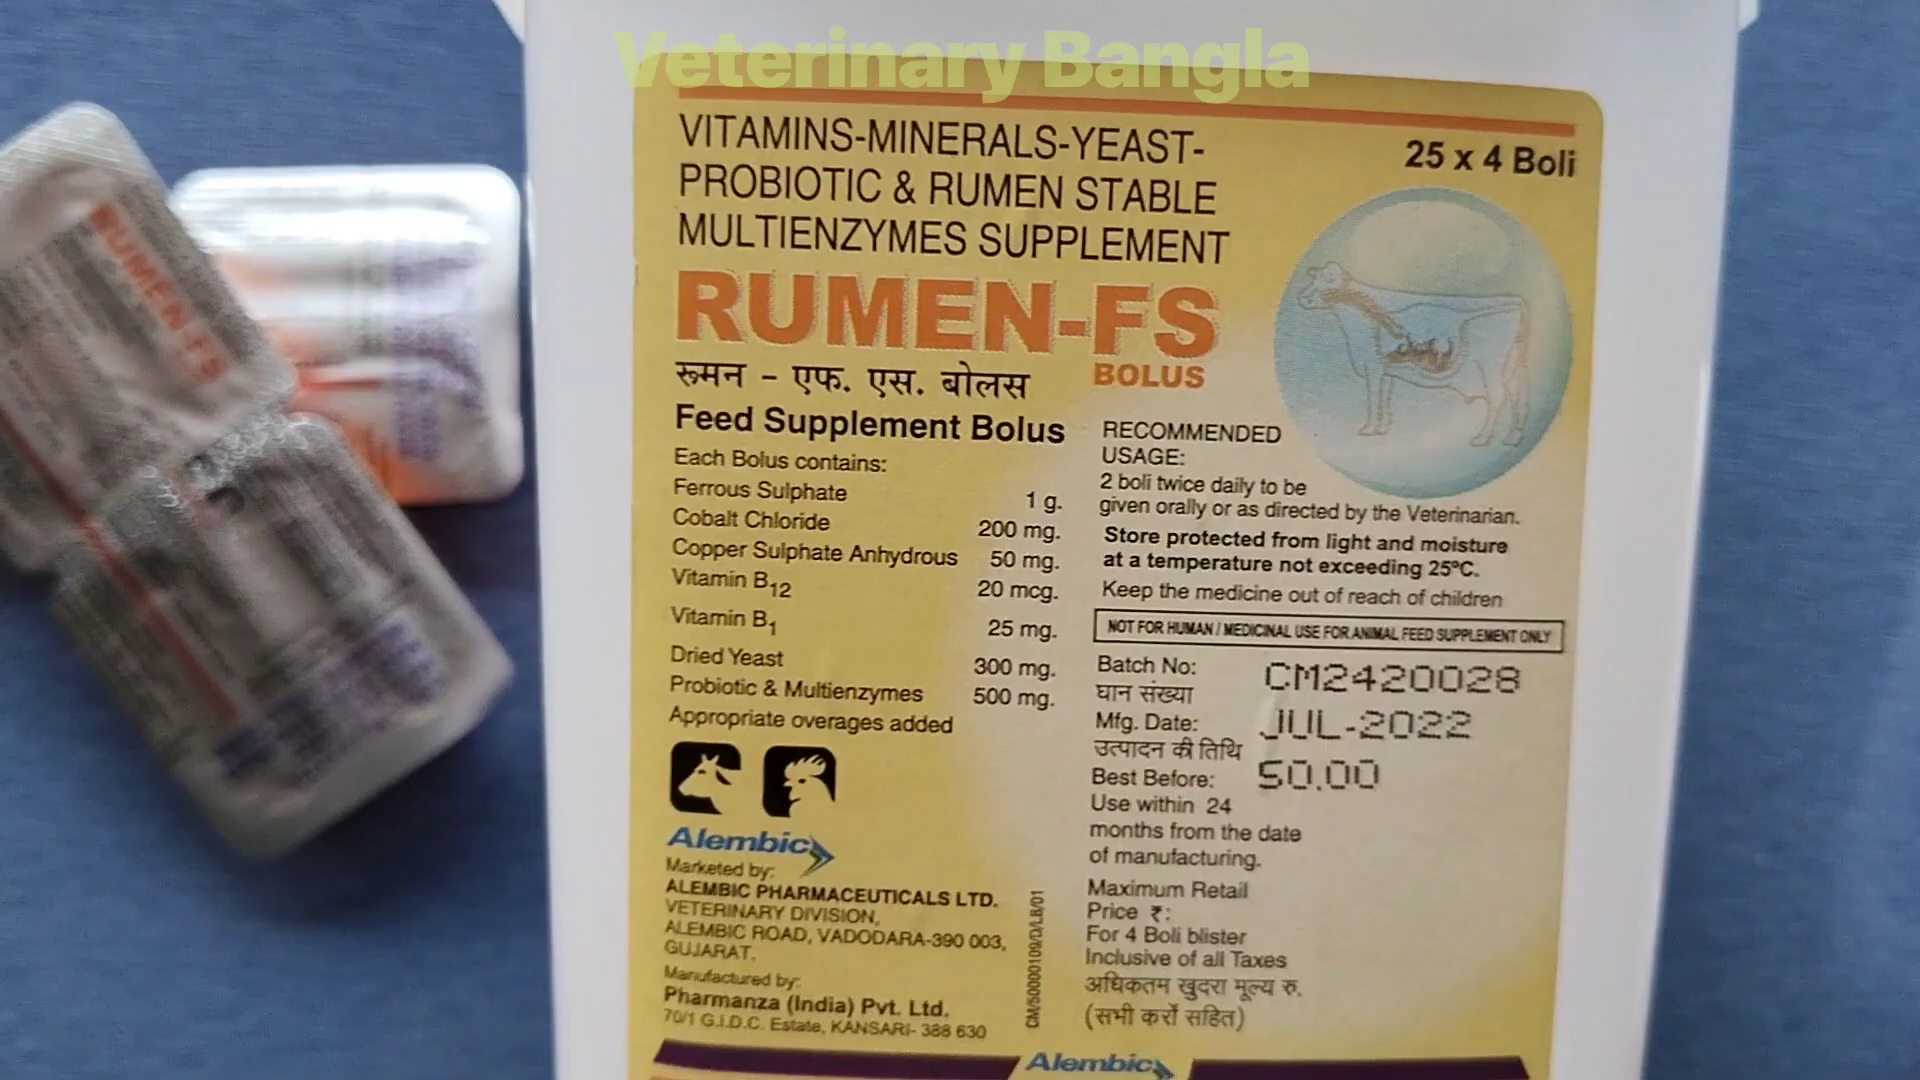 Veterinary Bangla
VITAMINS-MINERALS-YEAST-
PROBIOTIC & RUMEN STABLE
MULTIENZYMES SUPPLEMENT
25 x 4 Boli
RUMEN-FS
BOLUS
रूमन - एफ. एस. बोलस
Feed Supplement Bolus
Each Bolus contains:
Ferrous Sulphate 1 g.
Cobalt Chloride 200 mg.
Copper Sulphate Anhydrous 50 mg.
Vitamin B12 20 mcg.
Vitamin B1 25 mg.
Dried Yeast 300 mg.
Probiotic & Multienzymes 500 mg.
Appropriate overages added
Alembic
Marketed by:
ALEMBIC PHARMACEUTICALS LTD.
VETERINARY DIVISION,
ALEMBIC ROAD, VADODARA-390 003,
GUJARAT.
Manufactured by:
Pharmanza (India) Pvt. Ltd.
70/1 G.I.D.C. Estate, KANSARI- 388 630
CM/50000109/D/LB/01
RECOMMENDED
USAGE:
2 boli twice daily to be
given orally or as directed by the Veterinarian.
Store protected from light and moisture
at a temperature not exceeding 25°C.
Keep the medicine out of reach of children
NOT FOR HUMAN / MEDICINAL USE FOR ANIMAL FEED SUPPLEMENT ONLY
Batch No: CM2420028
घान संख्या
Mfg. Date: JUL-2022
उत्पादन की तिथि
Best Before: 50.00
Use within 24
months from the date
of manufacturing.
Maximum Retail
Price ₹:
For 4 Boli blister
Inclusive of all Taxes
अधिकतम खुदरा मूल्य रु.
(सभी करों सहित)
Alembic
RUMEN-FS